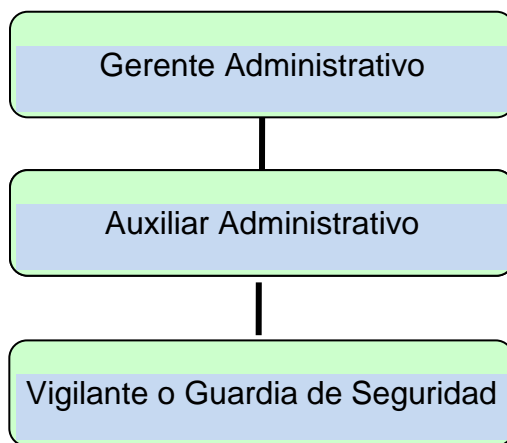 Gerente Administrativo
Auxiliar Administrativo
Vigilante o Guardia de Seguridad